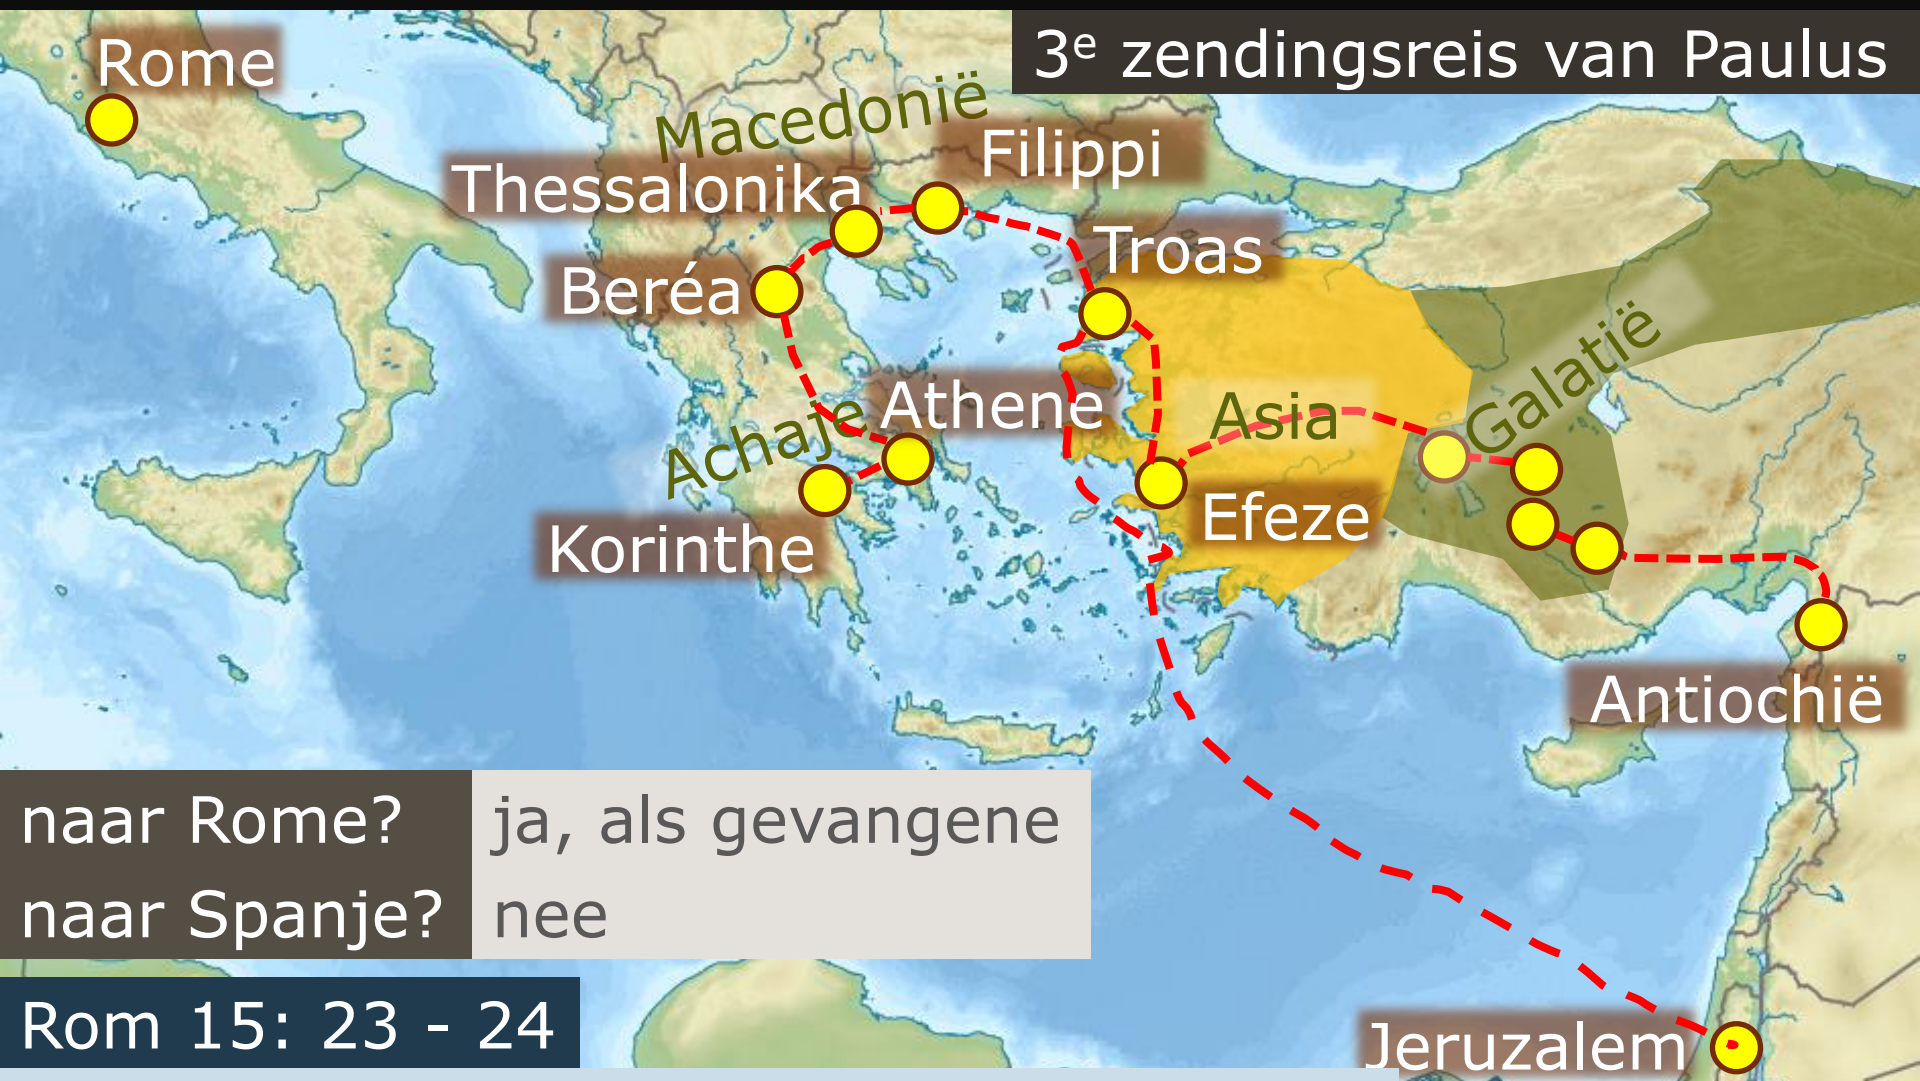 3e zendingsreis van Paulus
Rome
Macedonië
Filippi
Thessalonika
Troas
Beréa
Galatië
Athene
Asia
Achaje
Efeze
Korinthe
Antiochië
naar Rome? ja, als gevangene
naar Spanje? nee
Rom 15: 23 - 24
Jeruzalem